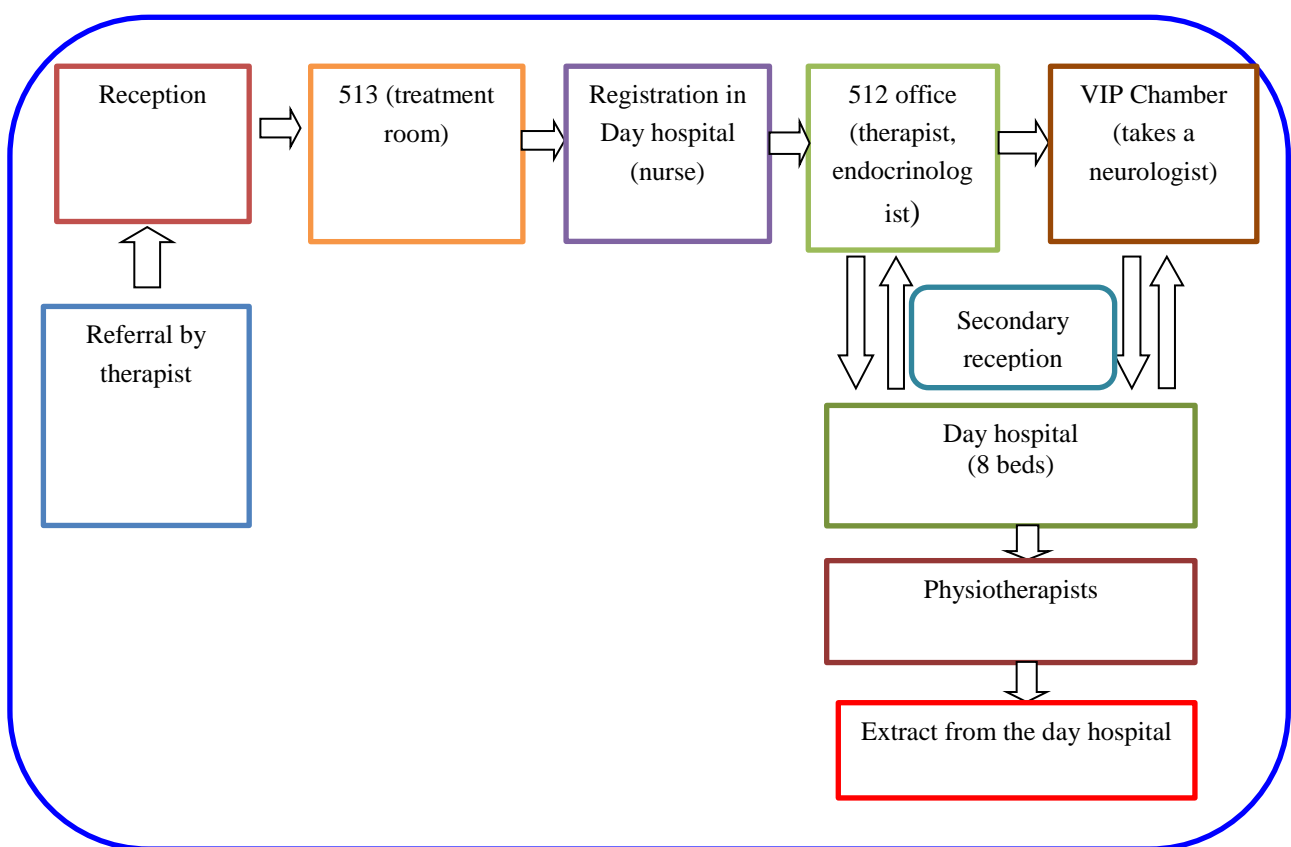 Reception
513 (treatment
room)
Registration in
Day hospital
(nurse)
512 office
(therapist,
endocrinolog
ist)
VIP Chamber
(takes a
neurologist)
Referral by
therapist
Secondary
reception
Day hospital
(8 beds)
Physiotherapists
Extract from the day hospital